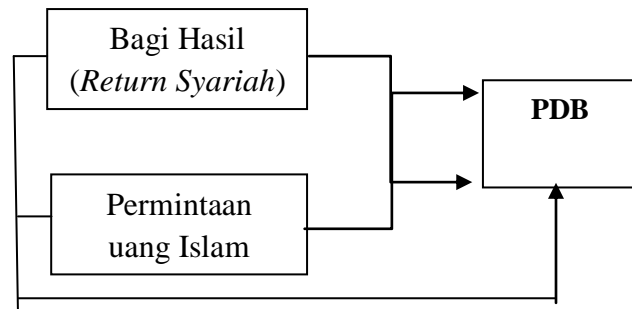 Bagi Hasil
(Return Syariah)
PDB
Permintaan
uang Islam